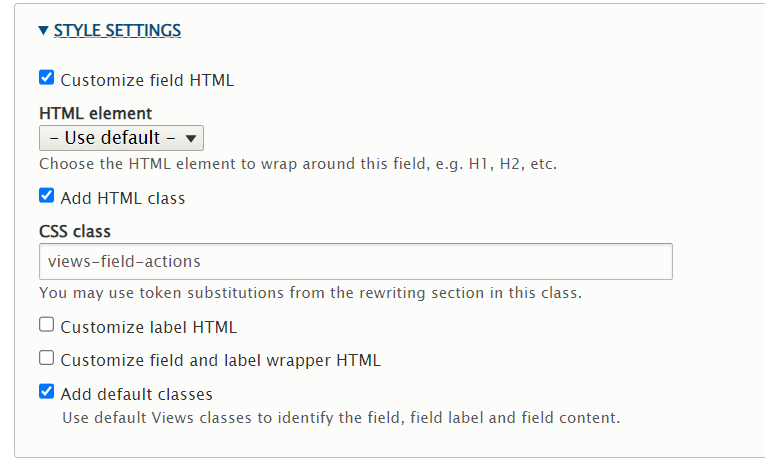 STYLE SETTINGS
Customize field HTML
HTML element
- Use default -
Choose the HTML element to wrap around this field, e.g. H1, H2, etc.
Add HTML class
CSS class
views-field-actions
You may use token substitutions from the rewriting section in this class.
Customize label HTML
Customize field and label wrapper HTML
Add default classes
Use default Views classes to identify the field, field label and field content.